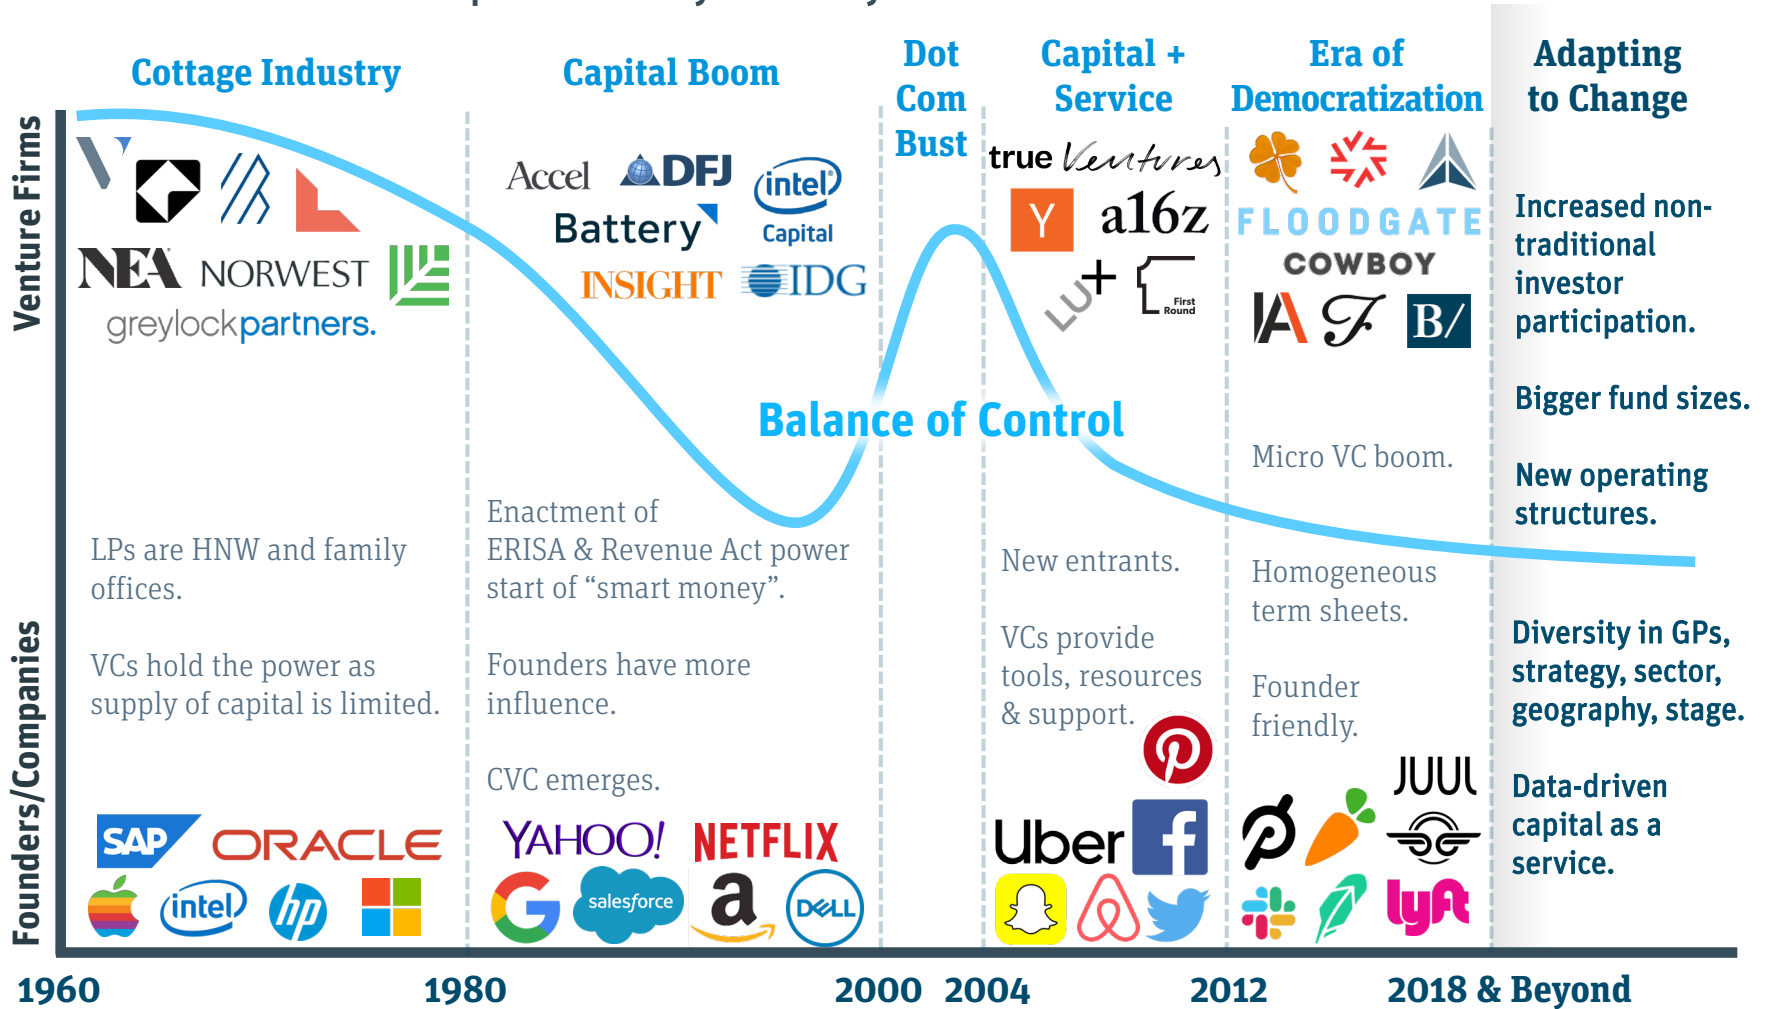 Cottage Industry
Capital Boom
Dot
Com
Bust
Capital +
Service
Era of
Democratization
Adapting
to Change
Venture Firms
Founders/Companies
NEA
NORWEST
greylockpartners.
Accel
DFJ
intel
Capital
Battery
INSIGHT
IDG
true Ventures
Y
a16z
LU+
First
Round
FLOODGATE
COWBOY
IA
F
B/
Balance of Control
LPs are HNW and family
offices.
VCs hold the power as
supply of capital is limited.
Enactment of
ERISA & Revenue Act power
start of “smart money”.
Founders have more
influence.
CVC emerges.
New entrants.
VCs provide
tools, resources
& support.
Micro VC boom.
Homogeneous
term sheets.
Founder
friendly.
Increased non-
traditional
investor
participation.
Bigger fund sizes.
New operating
structures.
Diversity in GPs,
strategy, sector,
geography, stage.
Data-driven
capital as a
service.
SAP
ORACLE
intel
hp
YAHOO!
NETFLIX
G
salesforce
a
DELL
Uber
f
JUUL
lyft
1960
1980
2000
2004
2012
2018 & Beyond